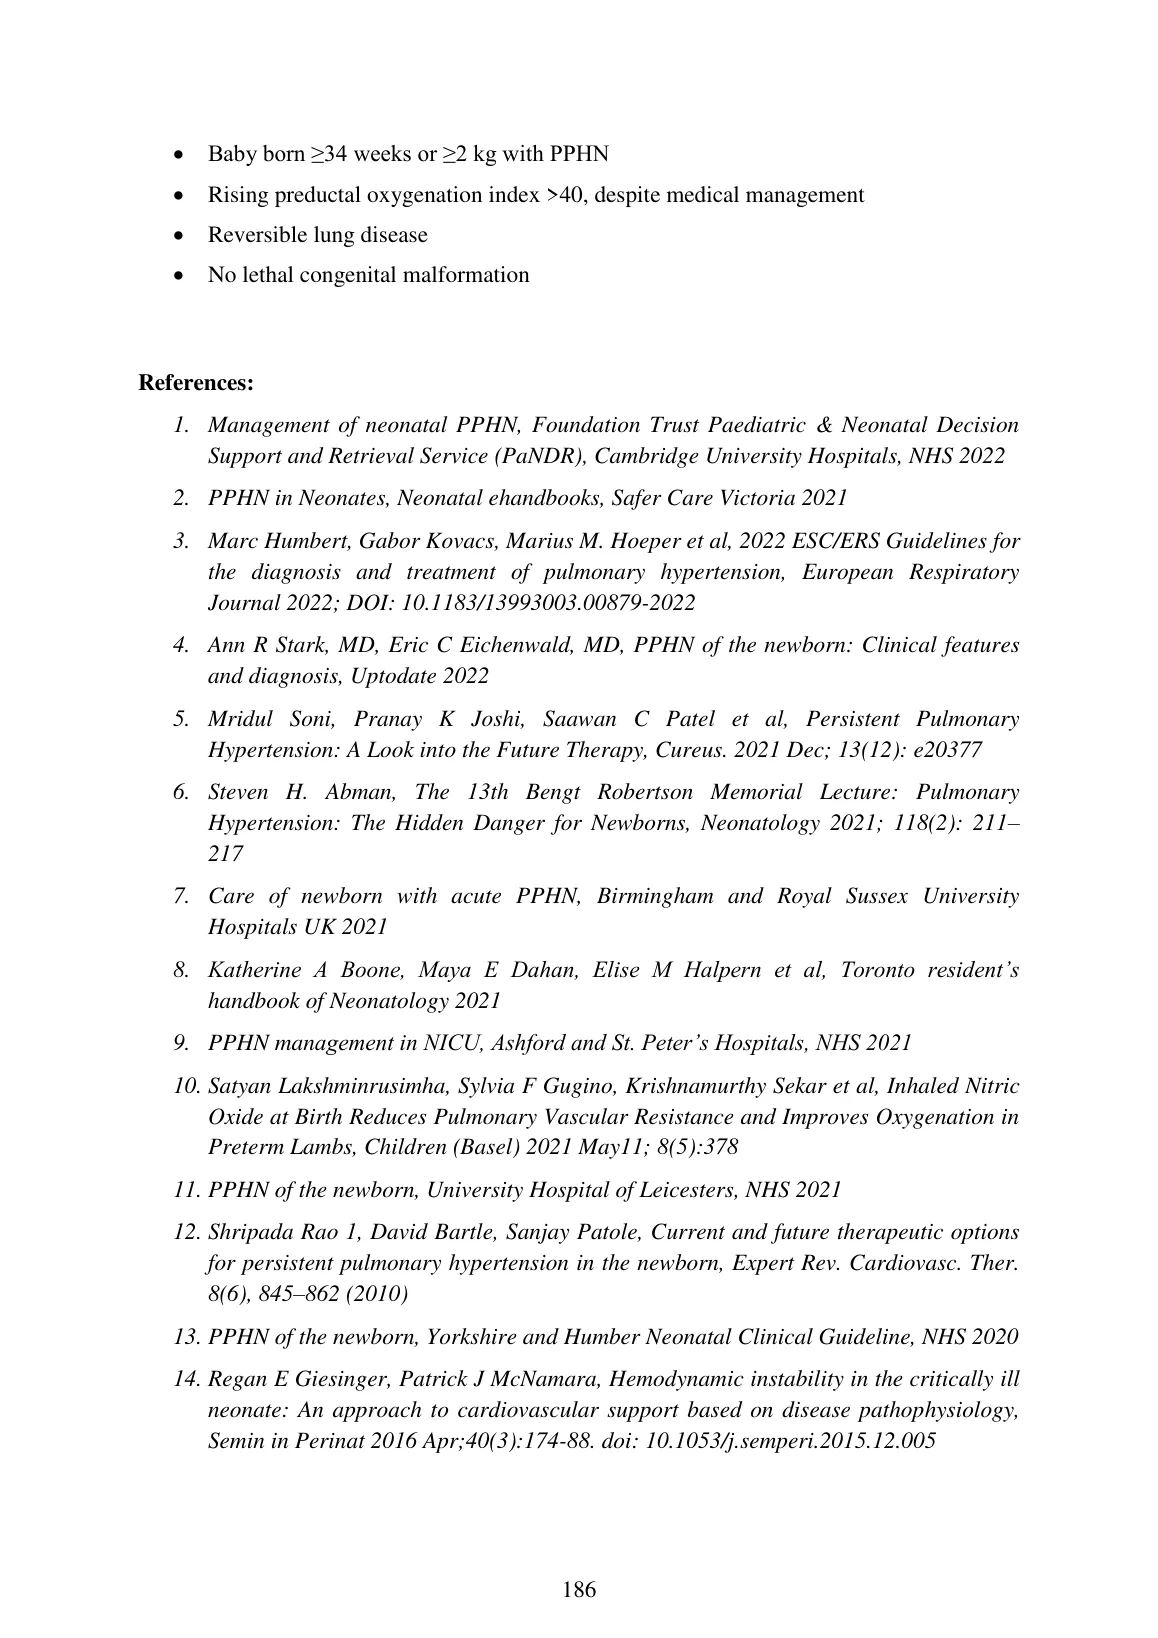 • Baby born ≥34 weeks or ≥2 kg with PPHN
• Rising preductal oxygenation index >40, despite medical management
• Reversible lung disease
• No lethal congenital malformation
References:
1. Management of neonatal PPHN, Foundation Trust Paediatric & Neonatal Decision
Support and Retrieval Service (PaNDR), Cambridge University Hospitals, NHS 2022
2. PPHN in Neonates, Neonatal ehandbooks, Safer Care Victoria 2021
3. Marc Humbert, Gabor Kovacs, Marius M. Hoeper et al, 2022 ESC/ERS Guidelines for
the diagnosis and treatment of pulmonary hypertension, European Respiratory
Journal 2022; DOI: 10.1183/13993003.00879-2022
4. Ann R Stark, MD, Eric C Eichenwald, MD, PPHN of the newborn: Clinical features
and diagnosis, Uptodate 2022
5. Mridul Soni, Pranay K Joshi, Saawan C Patel et al, Persistent Pulmonary
Hypertension: A Look into the Future Therapy, Cureus. 2021 Dec; 13(12): e20377
6. Steven H. Abman, The 13th Bengt Robertson Memorial Lecture: Pulmonary
Hypertension: The Hidden Danger for Newborns, Neonatology 2021; 118(2): 211–
217
7. Care of newborn with acute PPHN, Birmingham and Royal Sussex University
Hospitals UK 2021
8. Katherine A Boone, Maya E Dahan, Elise M Halpern et al, Toronto resident’s
handbook of Neonatology 2021
9. PPHN management in NICU, Ashford and St. Peter’s Hospitals, NHS 2021
10. Satyan Lakshminrusimha, Sylvia F Gugino, Krishnamurthy Sekar et al, Inhaled Nitric
Oxide at Birth Reduces Pulmonary Vascular Resistance and Improves Oxygenation in
Preterm Lambs, Children (Basel) 2021 May11; 8(5):378
11. PPHN of the newborn, University Hospital of Leicesters, NHS 2021
12. Shripada Rao 1, David Bartle, Sanjay Patole, Current and future therapeutic options
for persistent pulmonary hypertension in the newborn, Expert Rev. Cardiovasc. Ther.
8(6), 845–862 (2010)
13. PPHN of the newborn, Yorkshire and Humber Neonatal Clinical Guideline, NHS 2020
14. Regan E Giesinger, Patrick J McNamara, Hemodynamic instability in the critically ill
neonate: An approach to cardiovascular support based on disease pathophysiology,
Semin in Perinat 2016 Apr;40(3):174-88. doi: 10.1053/j.semperi.2015.12.005
186